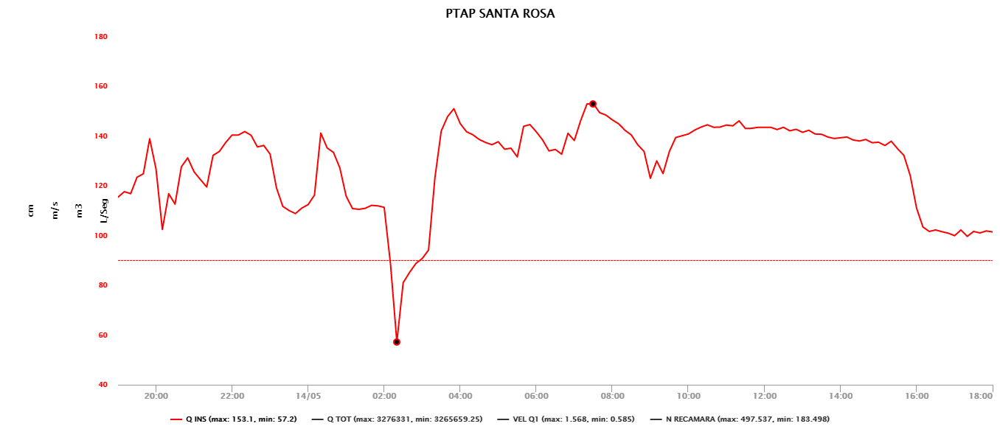 PTAP SANTA ROSA
180
160
140
120
100
80
60
40
cm
m/s
m3
L/Seg
20:00 22:00 14/05 02:00 04:00 06:00 08:00 10:00 12:00 14:00 16:00 18:00
Q INS (max: 153.1, min: 57.2) Q TOT (max: 3276331, min: 3265659.25) VEL Q1 (max: 1.568, min: 0.585) N RECAMARA (max: 497.537, min: 183.498)